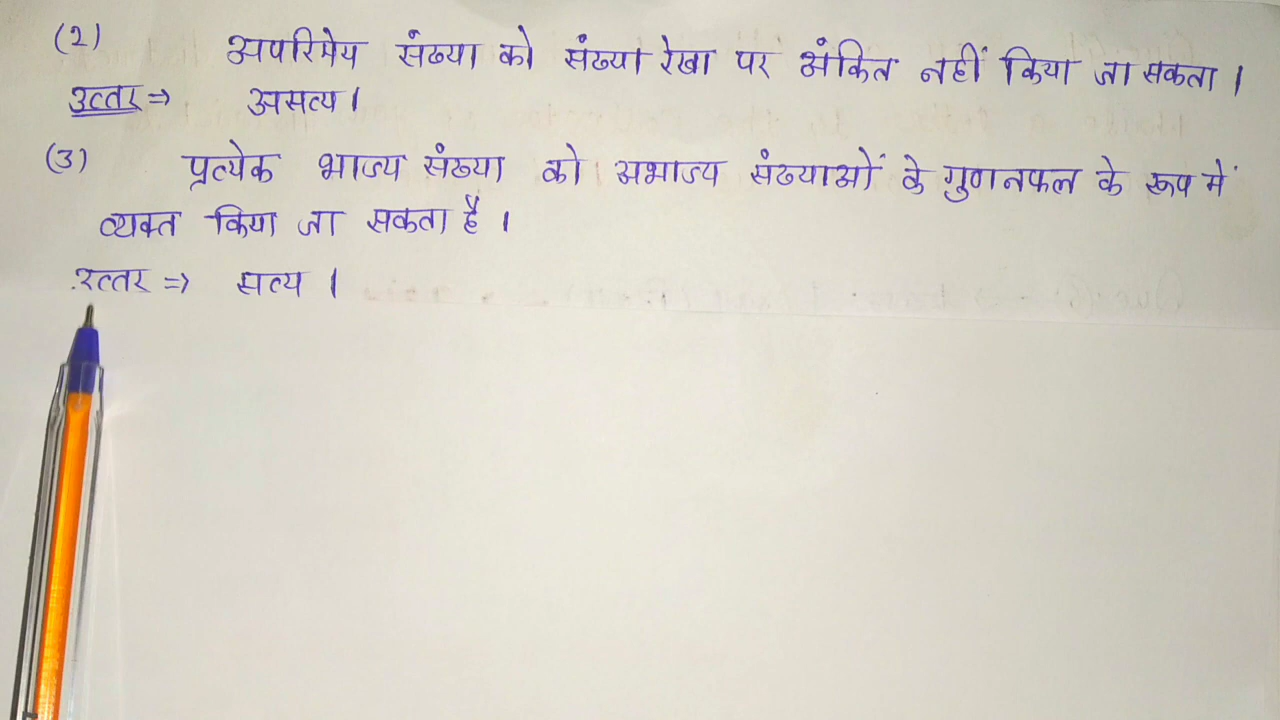 (2) अपरिमेय संख्या को संख्या रेखा पर अंकित नहीं किया जा सकता ।
उत्तर ⇒ असत्य ।
(3) प्रत्येक भाज्य संख्या को अभाज्य संख्याओं के गुणनफल के रूप में
व्यक्त किया जा सकता है ।
उत्तर ⇒ सत्य ।